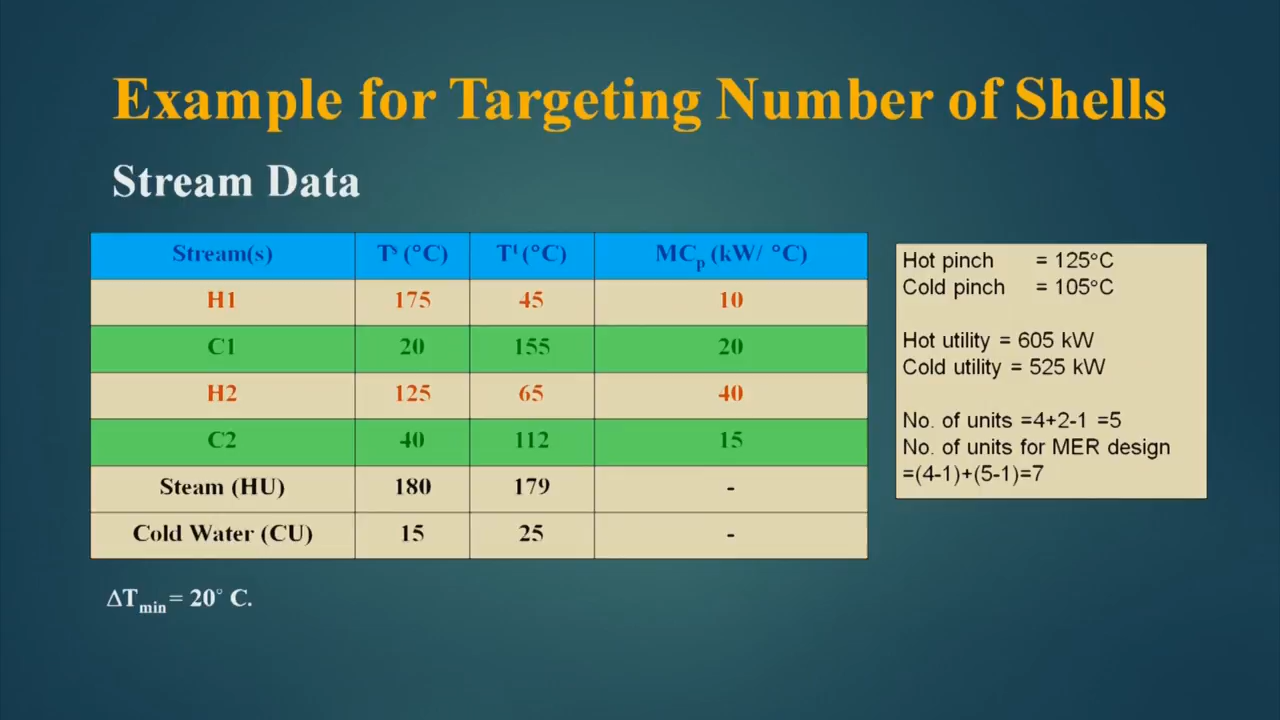 Example for Targeting Number of Shells
Stream Data
Stream(s) Tˢ (°C) Tᵗ (°C) MCₚ (kW/ °C)
H1 175 45 10
C1 20 155 20
H2 125 65 40
C2 40 112 15
Steam (HU) 180 179 -
Cold Water (CU) 15 25 -
ΔTmin = 20° C.
Hot pinch = 125°C
Cold pinch = 105°C
Hot utility = 605 kW
Cold utility = 525 kW
No. of units =4+2-1 =5
No. of units for MER design
=(4-1)+(5-1)=7